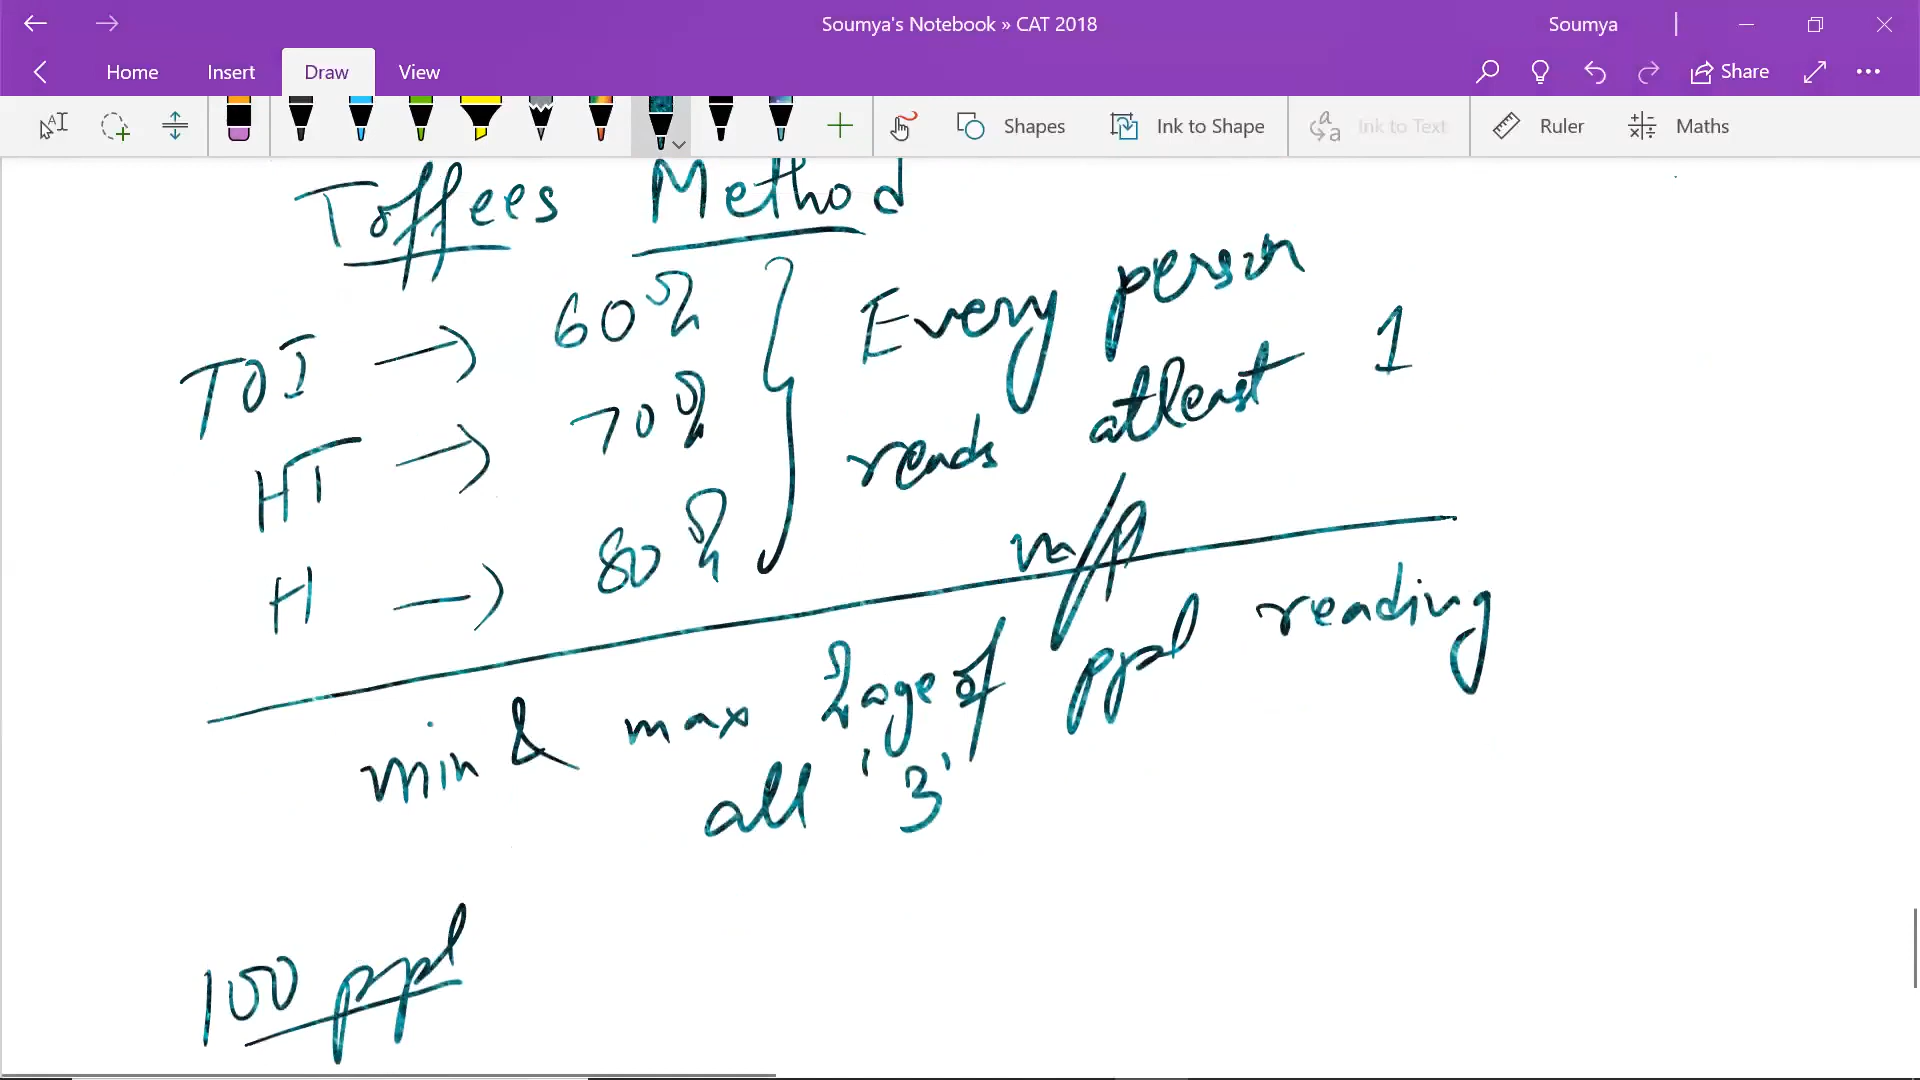 Soumya's Notebook » CAT 2018
Soumya
Home Insert Draw View
Share
Shapes Ink to Shape Ink to Text Ruler Maths
Toffees Method
TOI → 60%
HT → 70%
H → 80%
Every person
reads atleast 1
n/p
min & max %age of ppl reading
all '3'
100 ppl